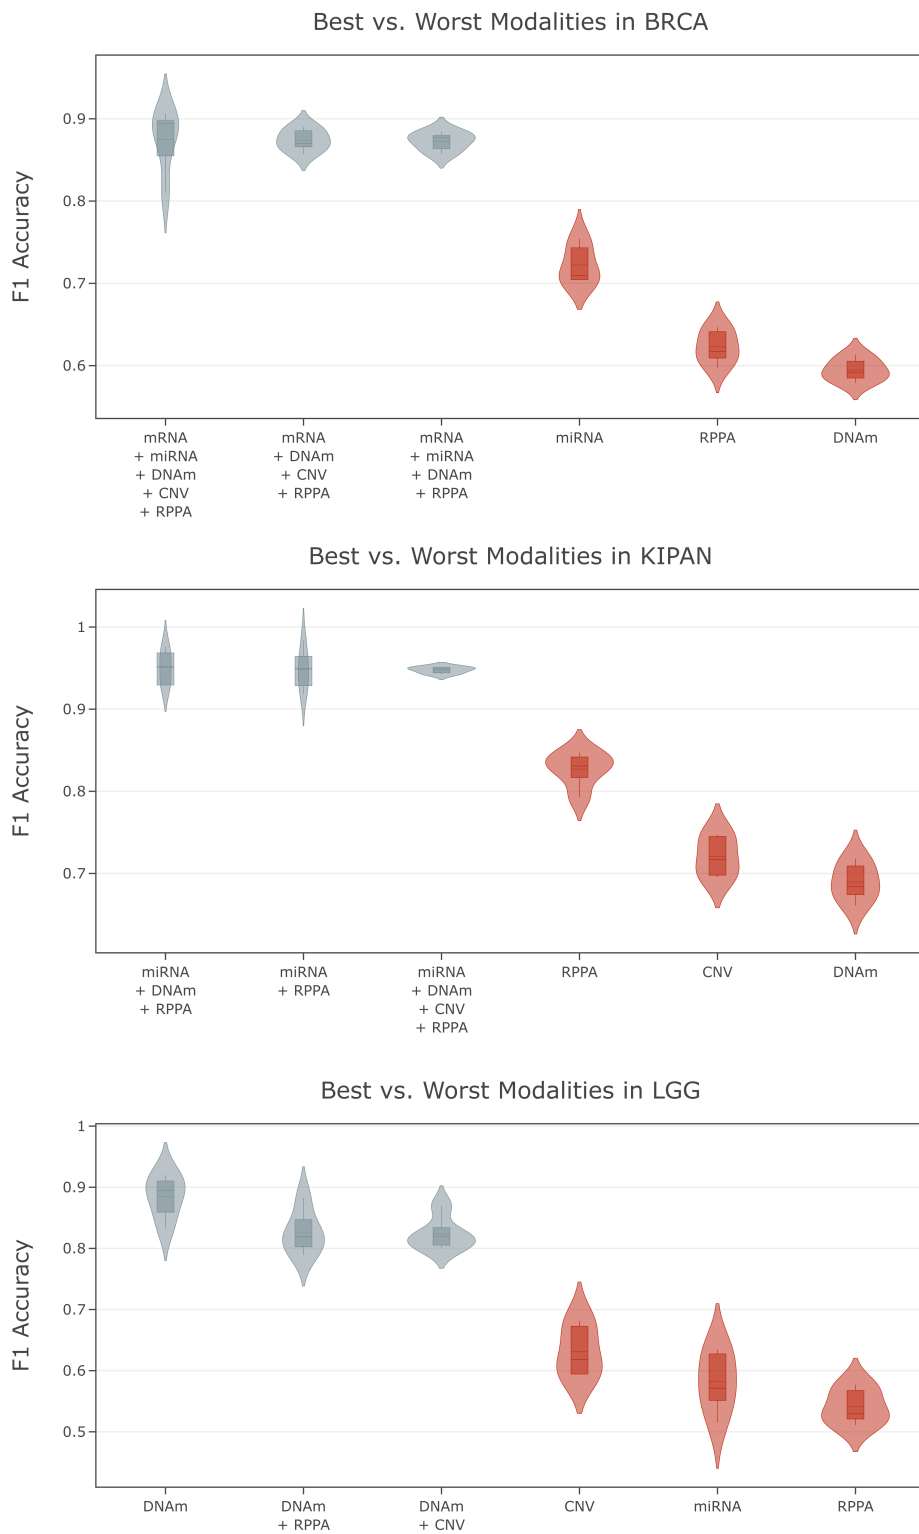 Best vs. Worst Modalities in BRCA
F1 Accuracy
0.9
0.8
0.7
0.6
mRNA
+ miRNA
+ DNAm
+ CNV
+ RPPA
mRNA
+ DNAm
+ CNV
+ RPPA
mRNA
+ miRNA
+ DNAm
+ RPPA
miRNA
RPPA
DNAm
Best vs. Worst Modalities in KIPAN
F1 Accuracy
1
0.9
0.8
0.7
miRNA
+ DNAm
+ RPPA
miRNA
+ RPPA
miRNA
+ DNAm
+ CNV
+ RPPA
RPPA
CNV
DNAm
Best vs. Worst Modalities in LGG
F1 Accuracy
1
0.9
0.8
0.7
0.6
0.5
DNAm
DNAm
+ RPPA
DNAm
+ CNV
CNV
miRNA
RPPA